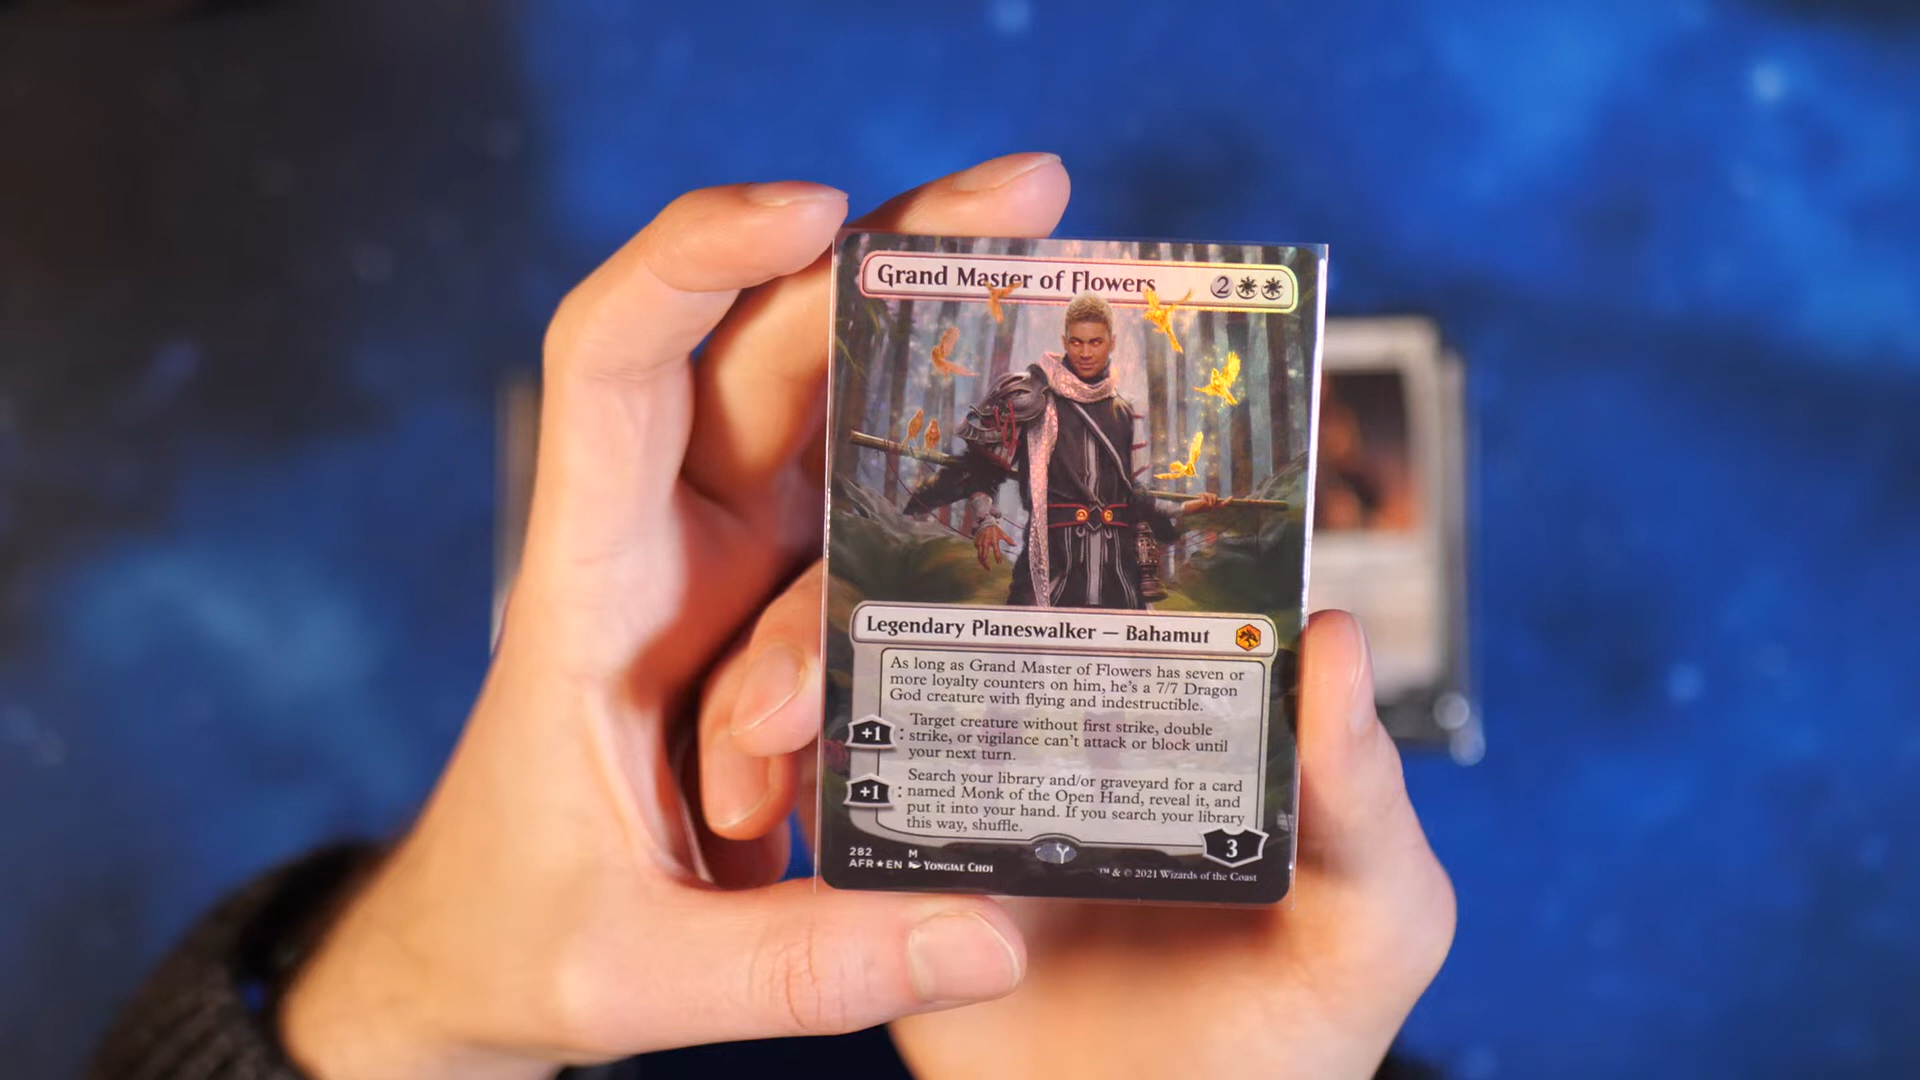 Grand Master of Flowers 2
Legendary Planeswalker — Bahamut
As long as Grand Master of Flowers has seven or
more loyalty counters on him, he's a 7/7 Dragon
God creature with flying and indestructible.
+1 : Target creature without first strike, double
strike, or vigilance can't attack or block until
your next turn.
+1 : Search your library and/or graveyard for a card
named Monk of the Open Hand, reveal it, and
put it into your hand. If you search your library
this way, shuffle.
3
282 M
AFR★EN Yongjae Choi
™ & © 2021 Wizards of the Coast